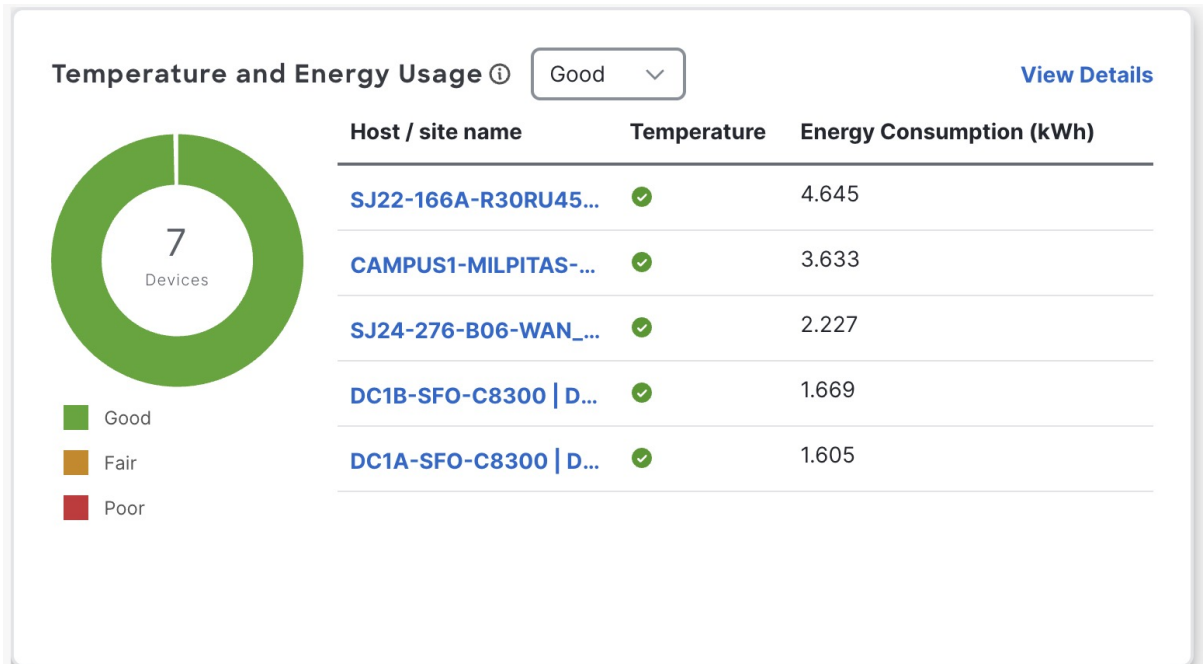 Temperature and Energy Usage
Good
View Details
Host / site name Temperature Energy Consumption (kWh)
SJ22-166A-R30RU45... 4.645
CAMPUS1-MILPITAS-... 3.633
SJ24-276-B06-WAN_... 2.227
DC1B-SFO-C8300 | D... 1.669
DC1A-SFO-C8300 | D... 1.605
7
Devices
Good
Fair
Poor